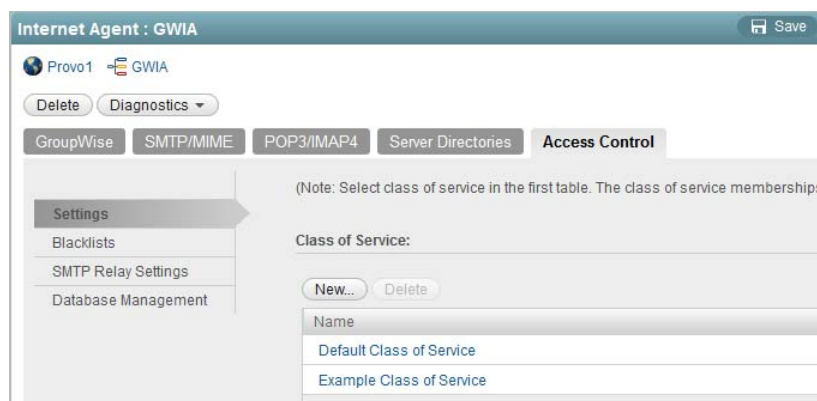 Internet Agent : GWIA
Save
Provo1 GWIA
Delete Diagnostics
GroupWise SMTP/MIME POP3/IMAP4 Server Directories Access Control
(Note: Select class of service in the first table. The class of service memberships
Settings
Blacklists
SMTP Relay Settings
Database Management
Class of Service:
New... Delete
Name
Default Class of Service
Example Class of Service